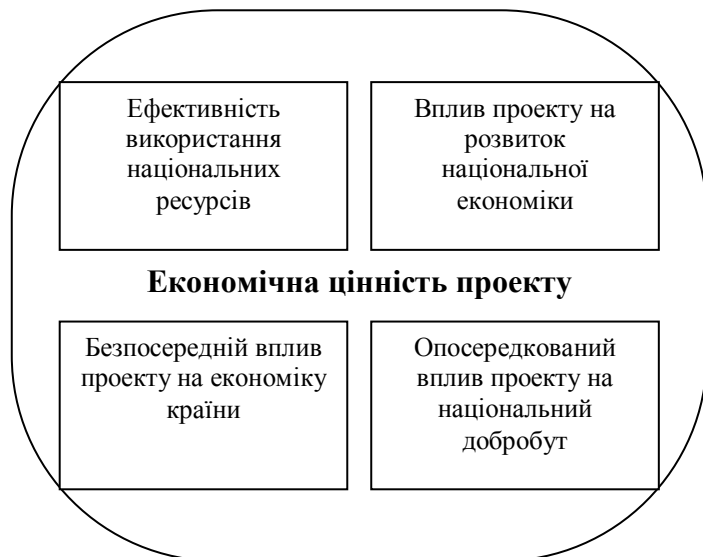 Ефективність
використання
національних
ресурсів
Вплив проекту на
розвиток
національної
економіки
Економічна цінність проекту
Безпосередній вплив
проекту на економіку
країни
Опосередкований
вплив проекту на
національний
добробут